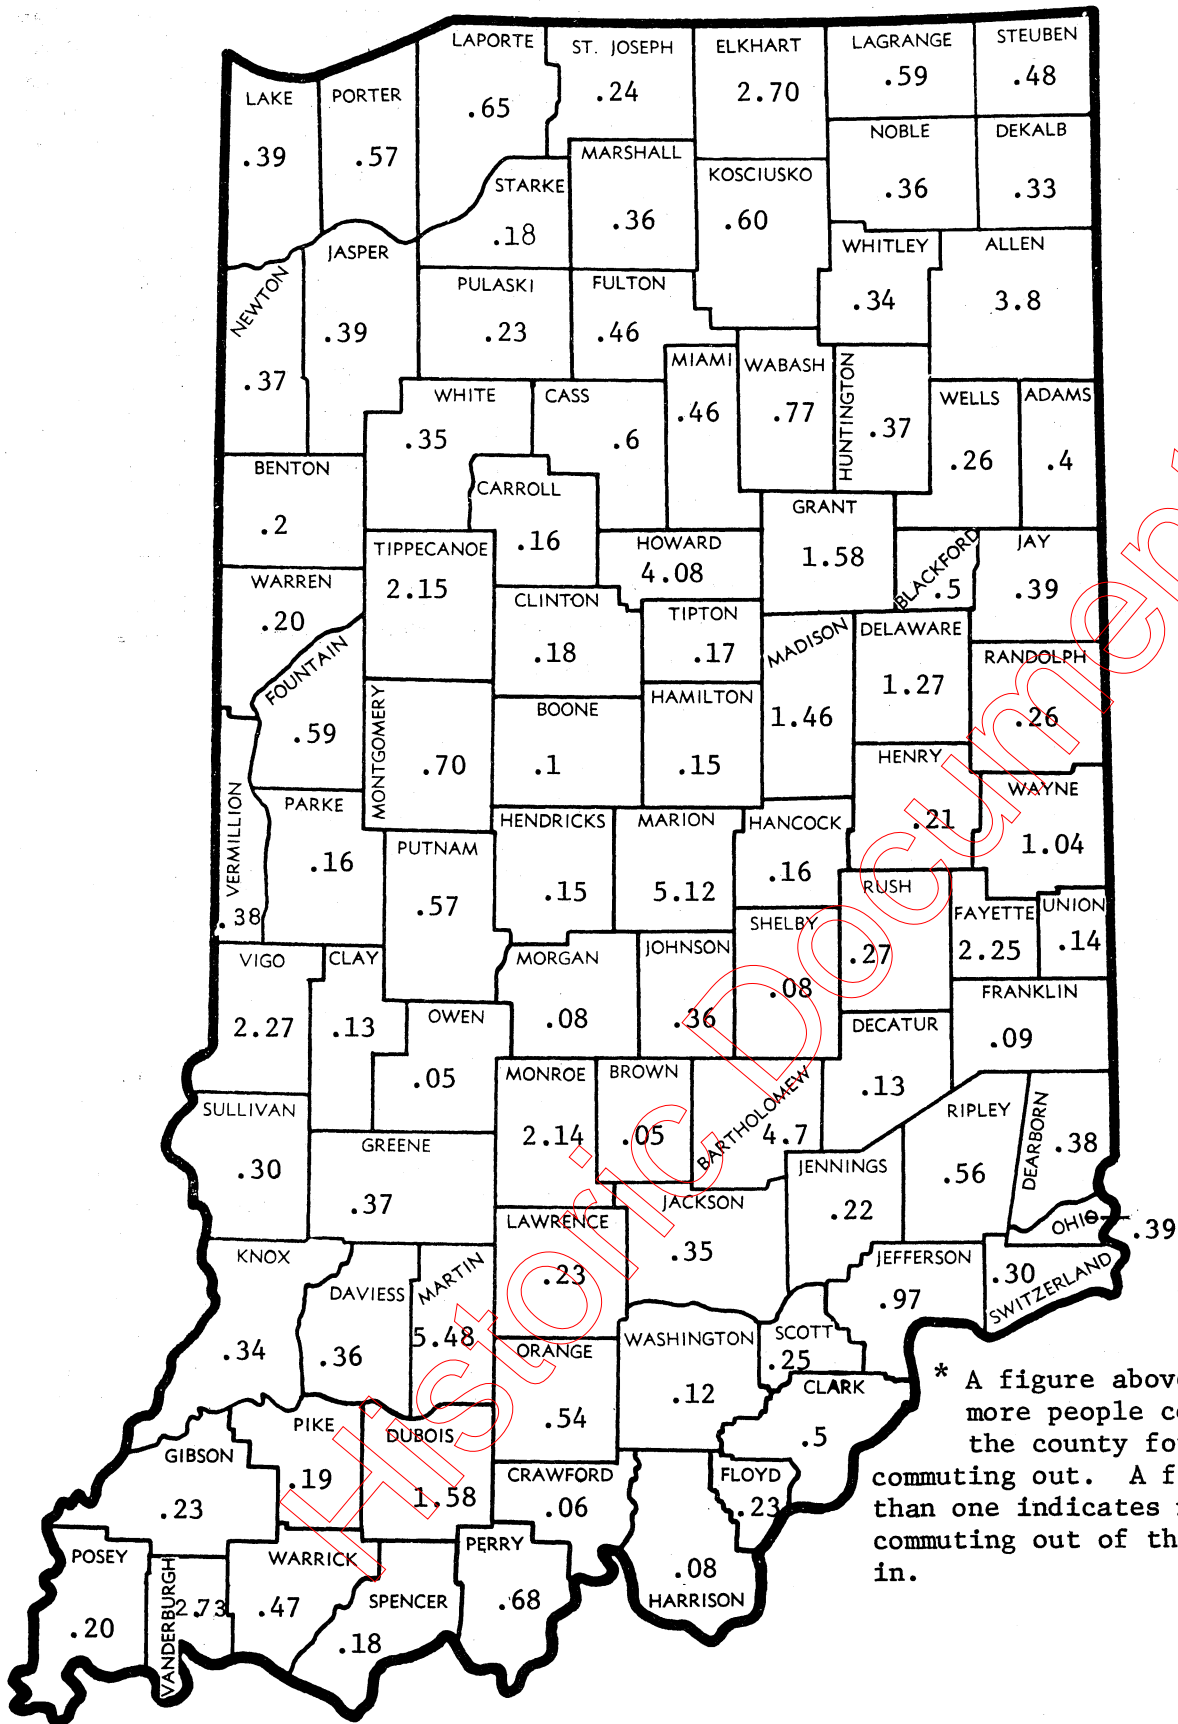 LAPORTE
.65
ST. JOSEPH
.24
ELKHART
2.70
LAGRANGE
.59
STEUBEN
.48
LAKE
.39
PORTER
.57
NOBLE
.36
DEKALB
.33
MARSHALL
.36
KOSCIUSKO
.60
STARKE
.18
JASPER
.39
WHITLEY
.34
ALLEN
3.8
NEWTON
.37
PULASKI
.23
FULTON
.46
MIAMI
.46
WABASH
.77
HUNTINGTON
.37
WHITE
.35
CASS
.6
WELLS
.26
ADAMS
.4
BENTON
.2
CARROLL
.16
GRANT
1.58
TIPPECANOE
2.15
HOWARD
4.08
BLACKFORD
.5
JAY
.39
WARREN
.20
CLINTON
.18
TIPTON
.17
MADISON
1.46
DELAWARE
1.27
RANDOLPH
.26
FOUNTAIN
.59
MONTGOMERY
.70
BOONE
.1
HAMILTON
.15
HENRY
.21
WAYNE
1.04
VERMILLION
.38
PARKE
.16
PUTNAM
.57
HENDRICKS
.15
MARION
5.12
HANCOCK
.16
RUSH
.27
FAYETTE
2.25
UNION
.14
SHELBY
.08
VIGO
2.27
CLAY
.13
MORGAN
.08
JOHNSON
.36
FRANKLIN
.09
OWEN
.05
DECATUR
.13
MONROE
2.14
BROWN
.05
BARTHOLOMEW
4.7
SULLIVAN
.30
GREENE
.37
RIPLEY
.56
DEARBORN
.38
JENNINGS
.22
JACKSON
.35
OHIO
.39
LAWRENCE
.23
KNOX
.34
DAVIESS
.36
MARTIN
5.48
JEFFERSON
.97
.30
SWITZERLAND
ORANGE
.54
WASHINGTON
.12
SCOTT
.25
CLARK
.5
PIKE
.19
DUBOIS
1.58
GIBSON
.23
CRAWFORD
.06
FLOYD
.23
POSEY
.20
VANDERBURGH
2.73
WARRICK
.47
SPENCER
.18
PERRY
.68
.08
HARRISON
* A figure above
more people co
the county fo
commuting out. A f
than one indicates
commuting out of th
in.
Historic Document